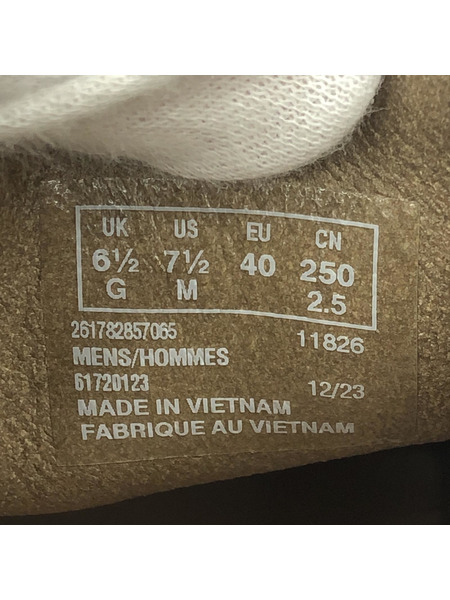 UK US EU CN
6½ 7½ 40 250
G M 2.5
261782857065 11826
MENS/HOMMES
61720123 12/23
MADE IN VIETNAM
FABRIQUE AU VIETNAM